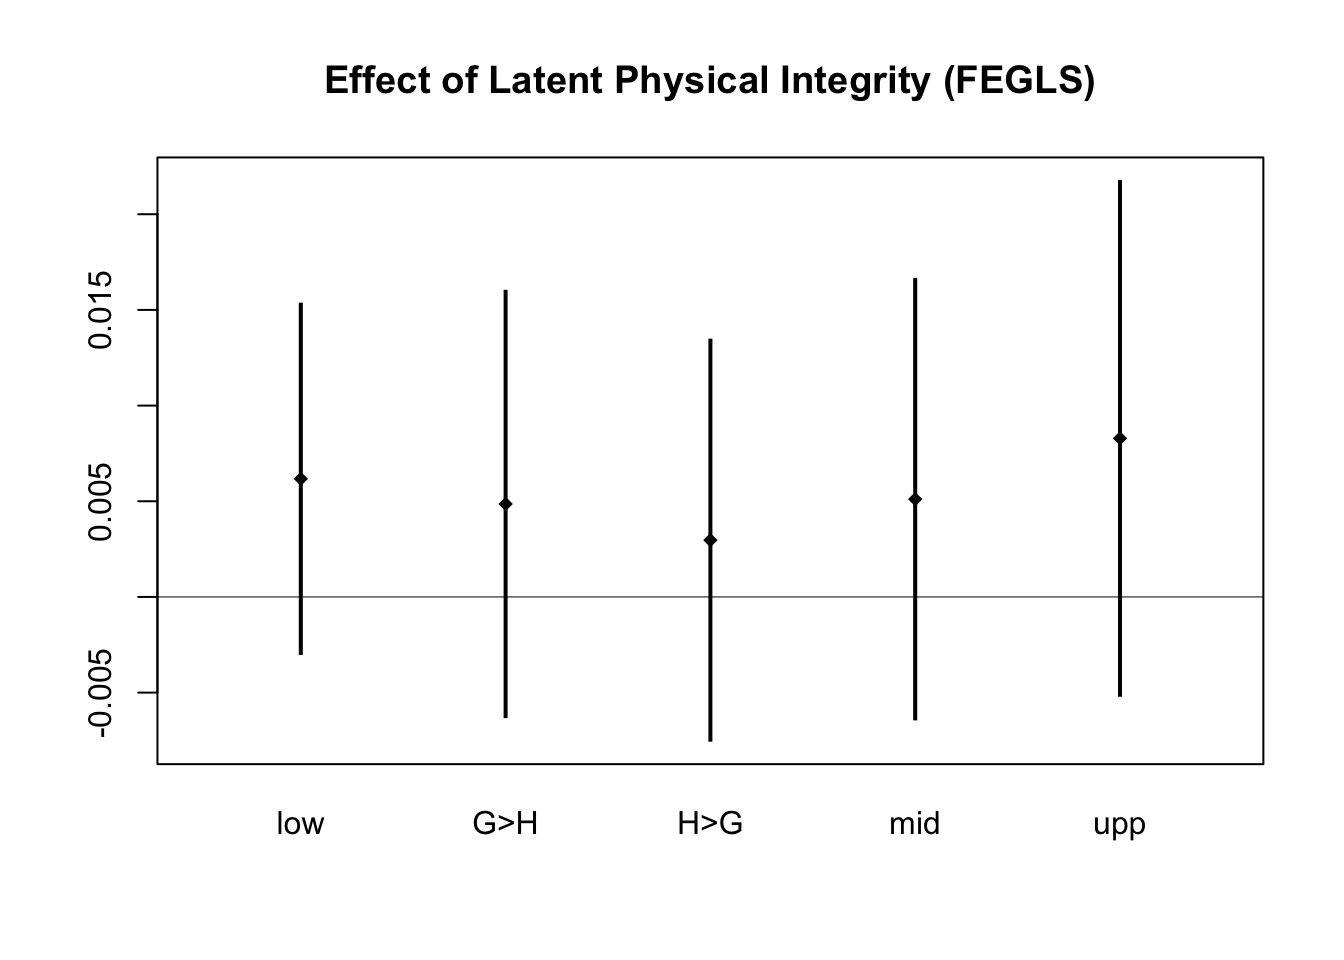 Effect of Latent Physical Integrity (FEGLS)
0.015
0.005
-0.005
low G>H H>G mid upp